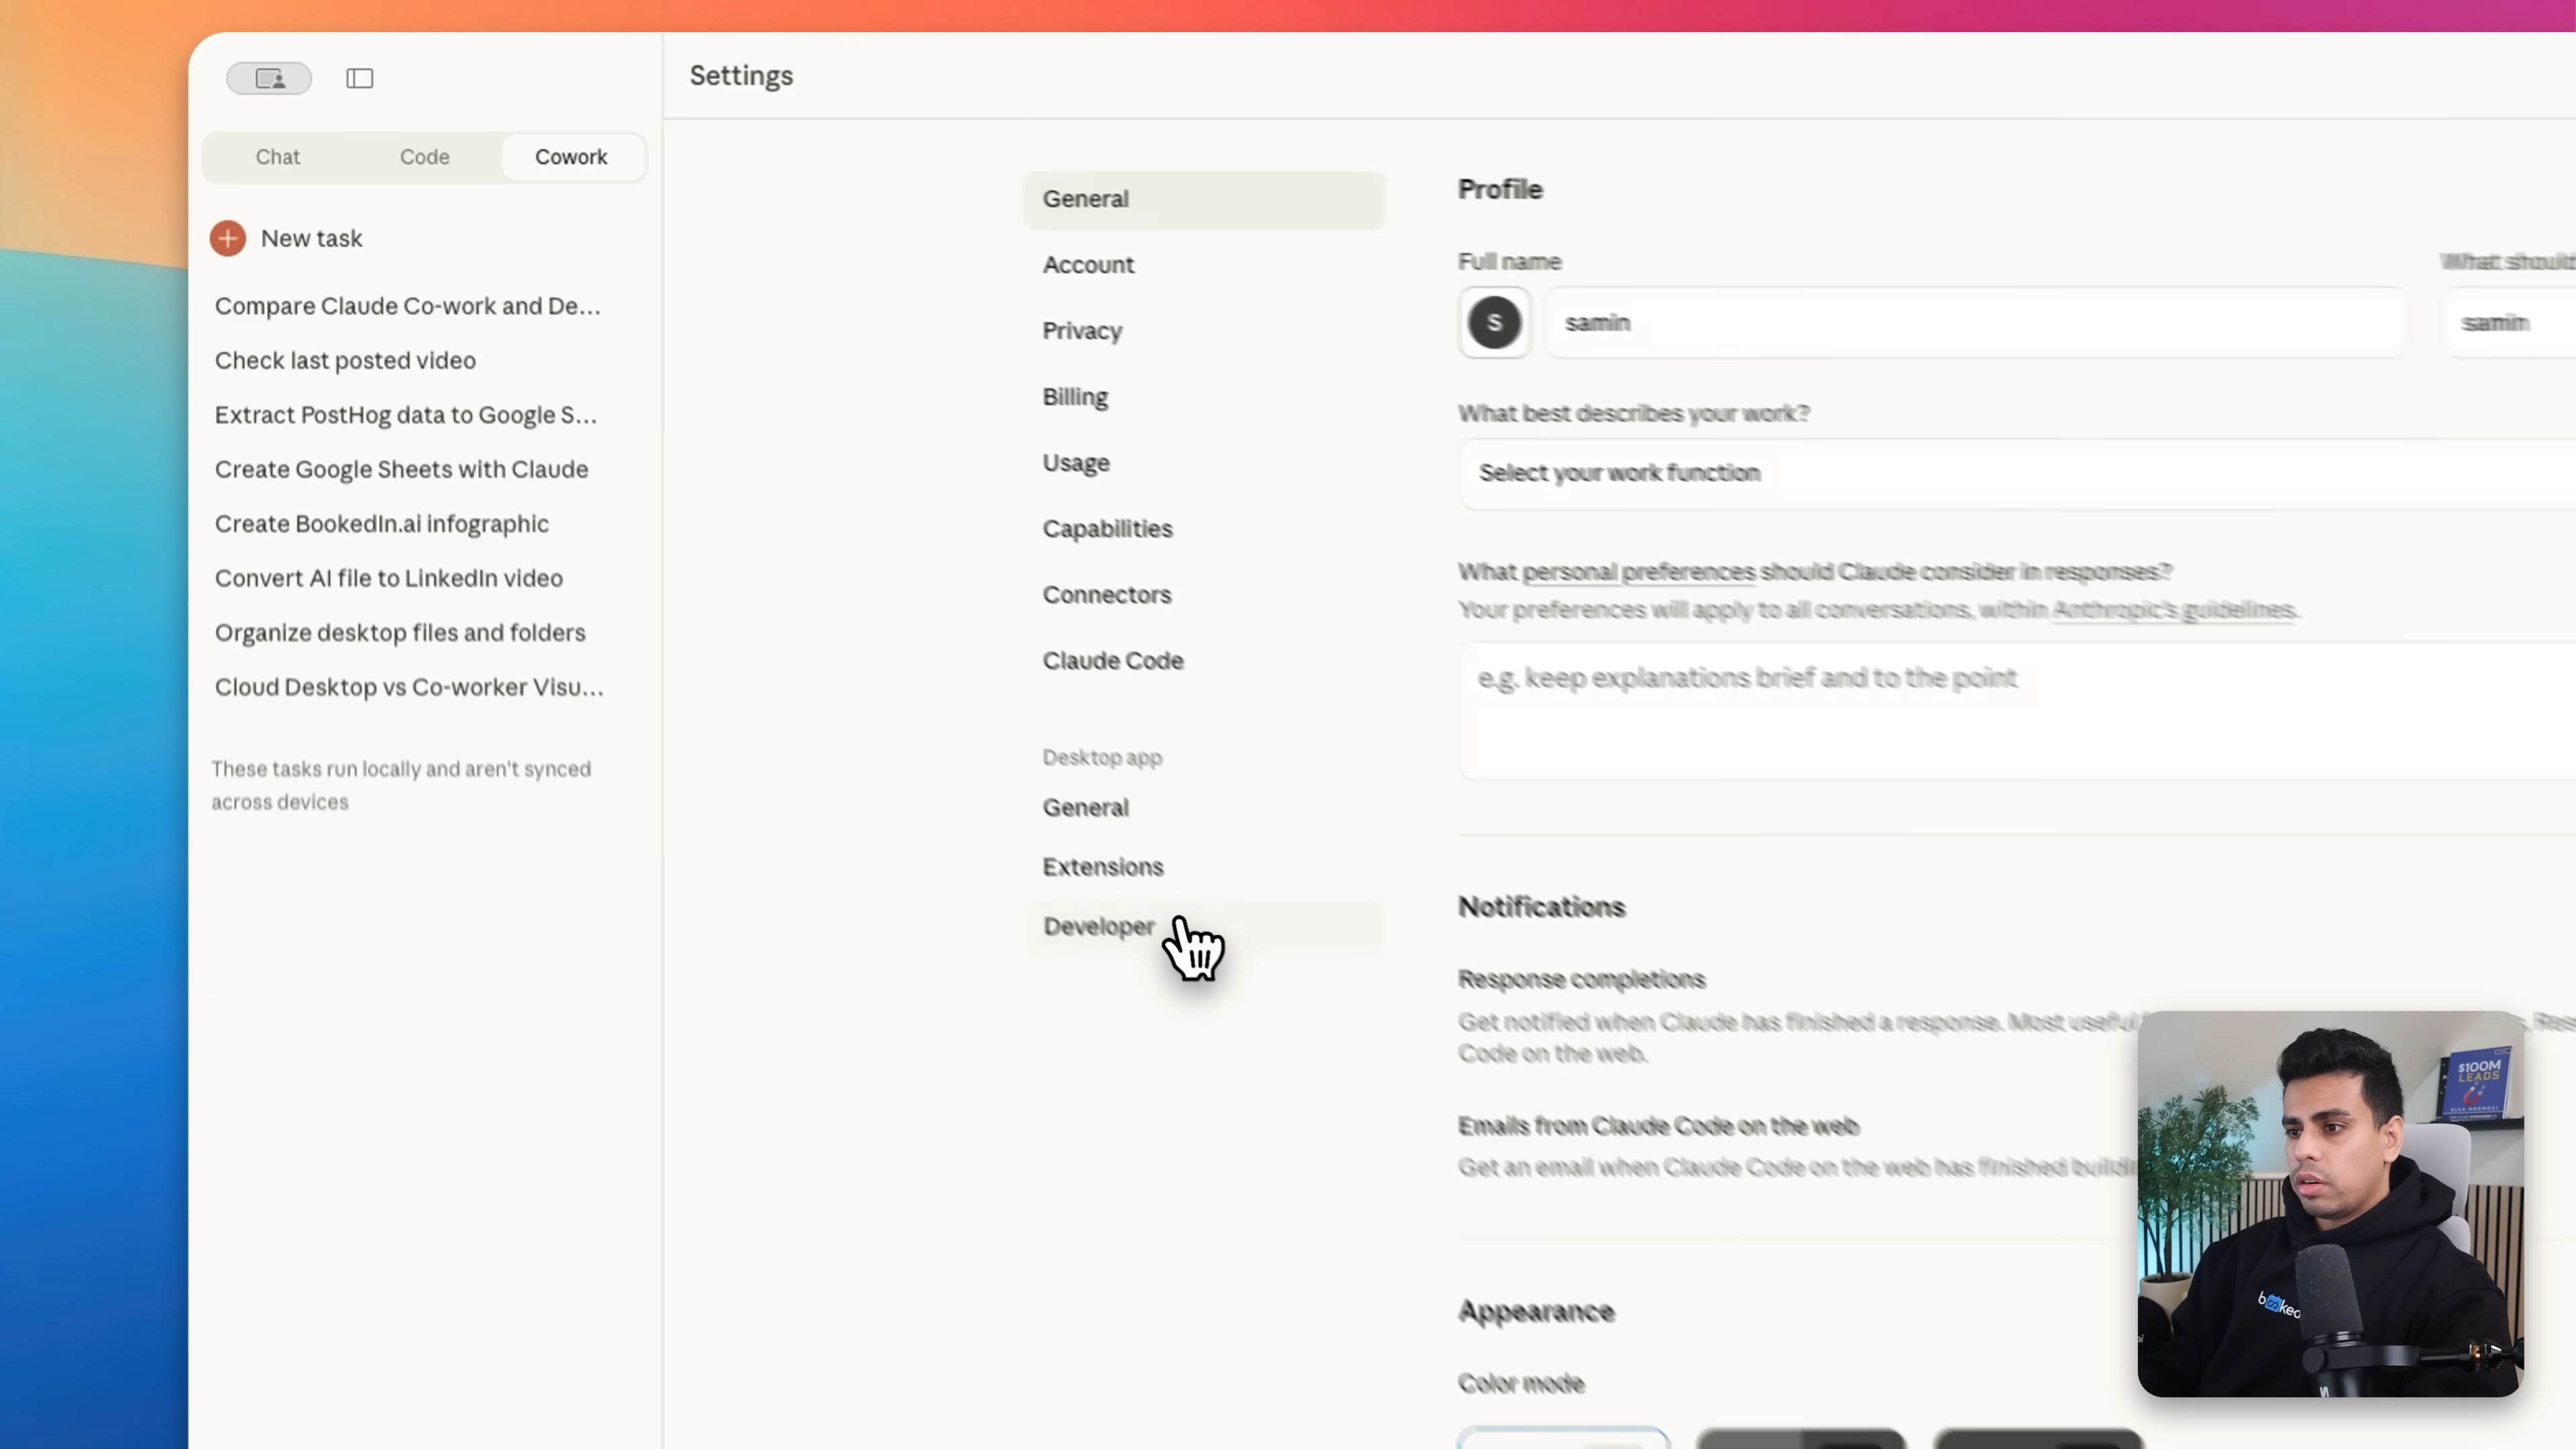 Settings
Chat
Code
Cowork
New task
Compare Claude Co-work and De...
Check last posted video
Extract PostHog data to Google S...
Create Google Sheets with Claude
Create BookedIn.ai infographic
Convert AI file to LinkedIn video
Organize desktop files and folders
Cloud Desktop vs Co-worker Visu...
These tasks run locally and aren't synced
across devices
General
Account
Privacy
Billing
Usage
Capabilities
Connectors
Claude Code
Desktop app
General
Extensions
Developer
Profile
Full name
What should
S
samin
samin
What best describes your work?
Select your work function
What personal preferences should Claude consider in responses?
Your preferences will apply to all conversations, within Anthropic's guidelines.
e.g. keep explanations brief and to the point
Notifications
Response completions
Get notified when Claude has finished a response. Most useful
Code on the web.
Emails from Claude Code on the web
Get an email when Claude Code on the web has finished
Appearance
Color mode
$100M
LEADS
ALEX HORMOZI